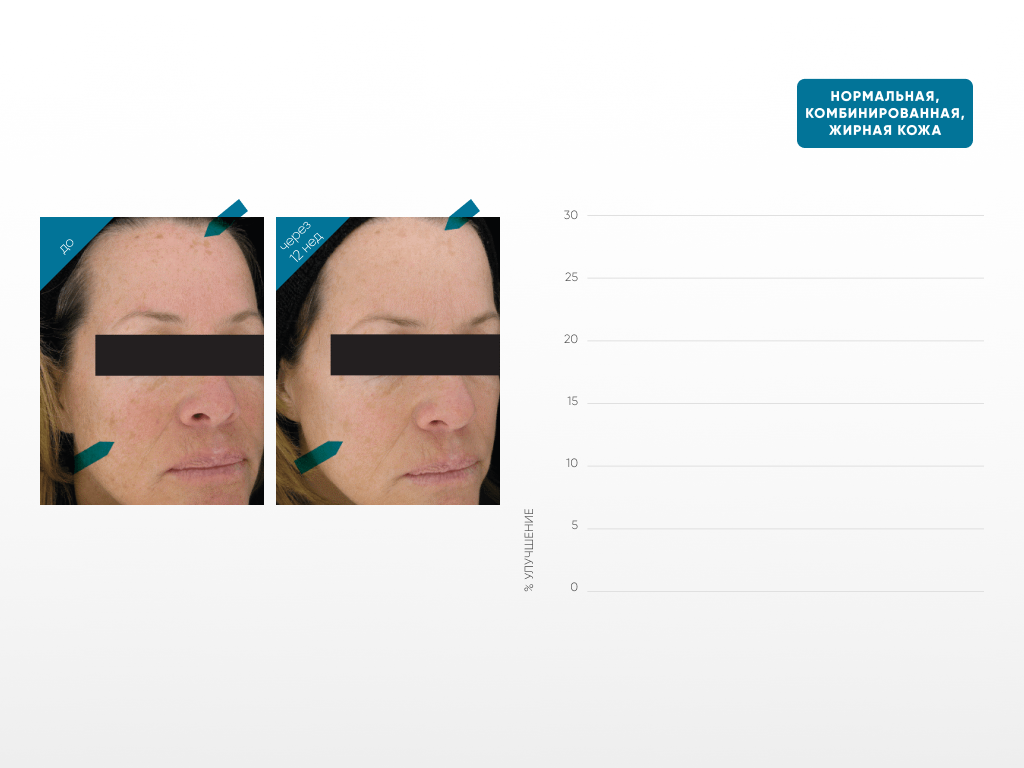 НОРМАЛЬНАЯ,
КОМБИНИРОВАННАЯ,
ЖИРНАЯ КОЖА
до
через
12 нед
30
25
20
15
10
5
0
% УЛУЧШЕНИЕ